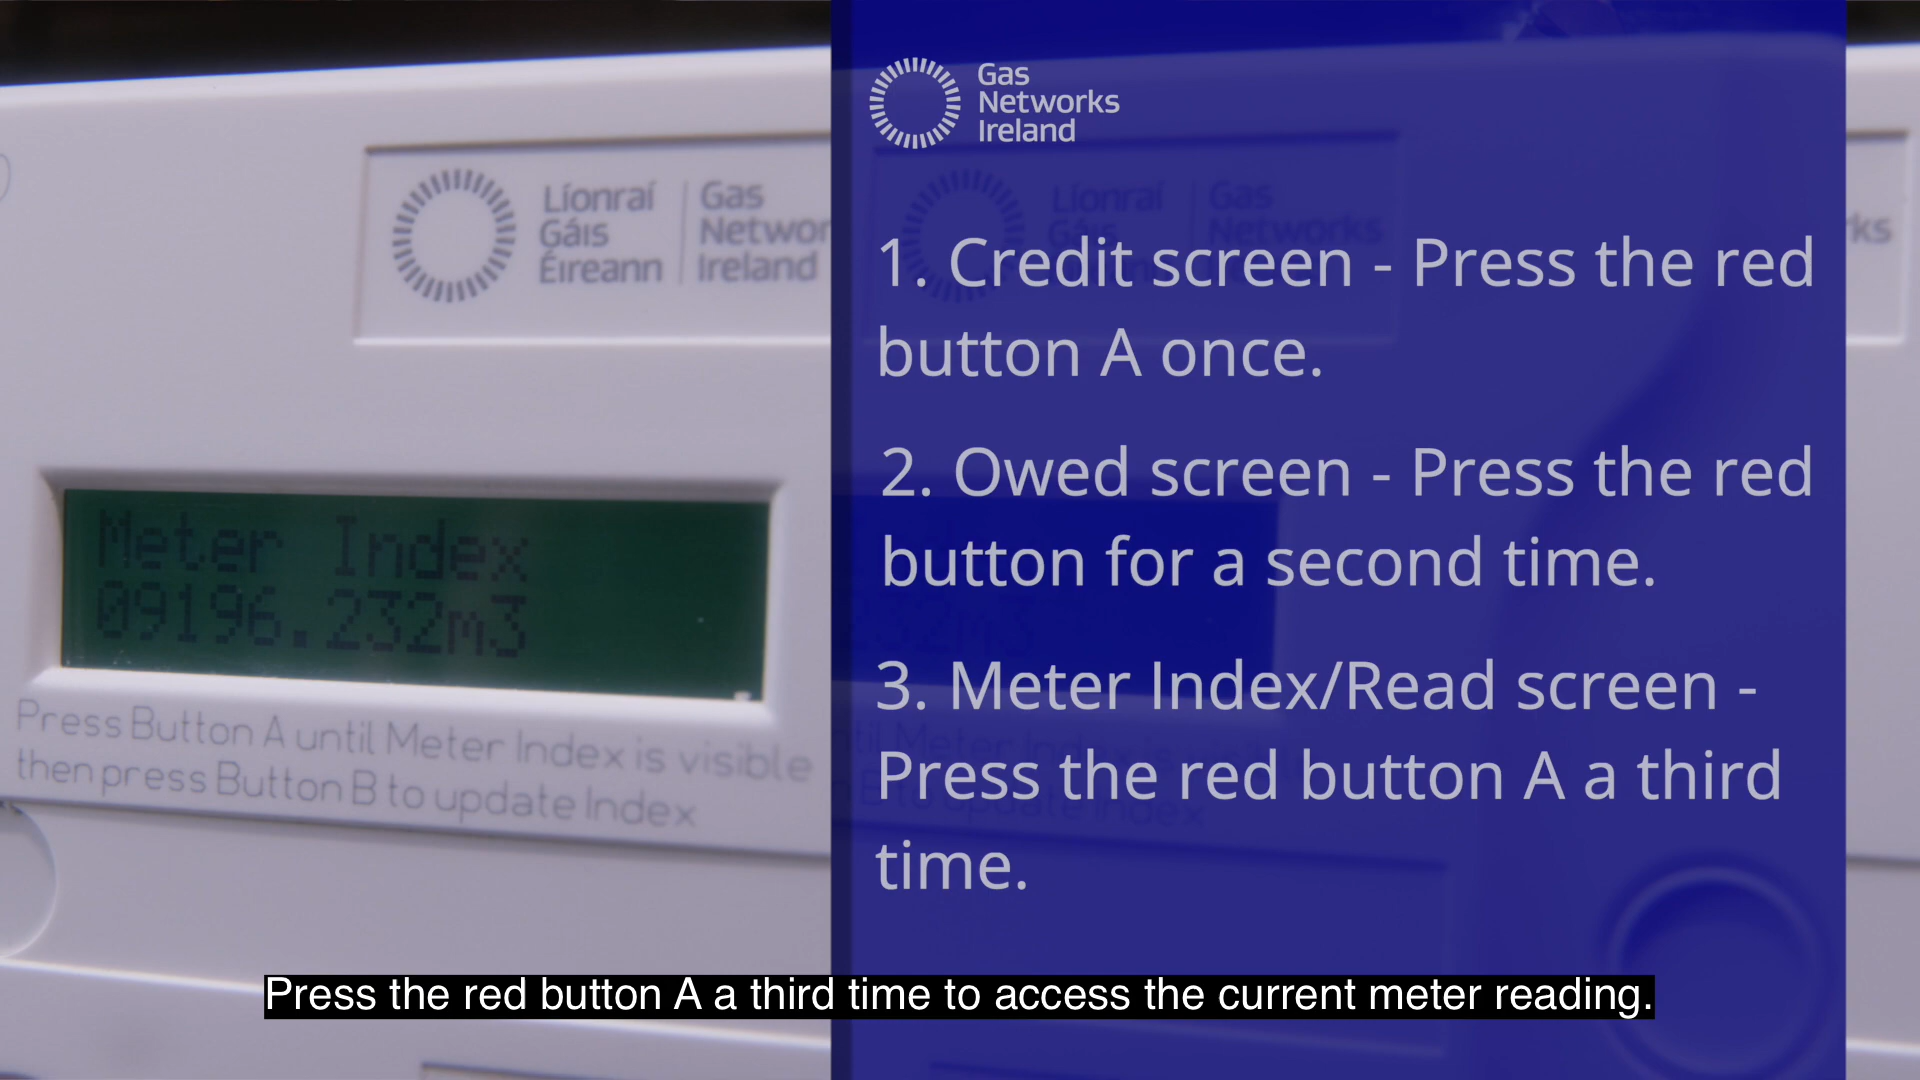 Líonraí
Gáis
Éireann
Gas
Networ
Ireland
Meter Index
09196.232m3
Press Button A until Meter Index is visible
then press Button B to update Index
Gas
Networks
Ireland
1. Credit screen - Press the red
button A once.
2. Owed screen - Press the red
button for a second time.
3. Meter Index/Read screen -
Press the red button A a third
time.
rks
Press the red button A a third time to access the current meter reading.